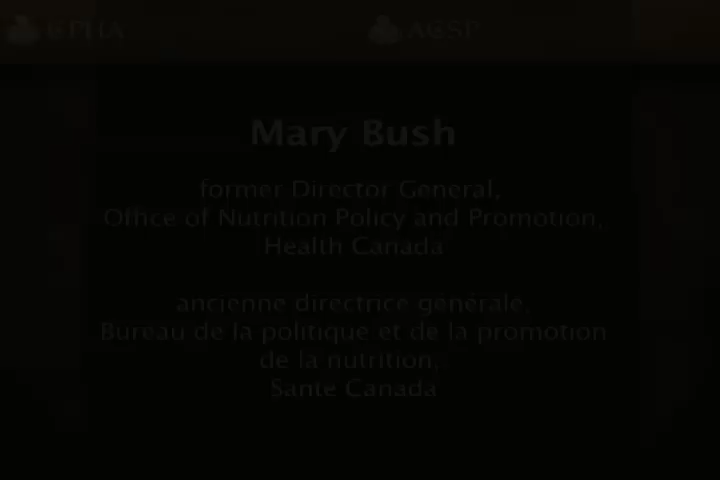 CPHA
ACSP
Mary Bush
former Director General,
Office of Nutrition Policy and Promotion,
Health Canada
ancienne directrice générale,
Bureau de la politique et de la promotion
de la nutrition,
Santé Canada